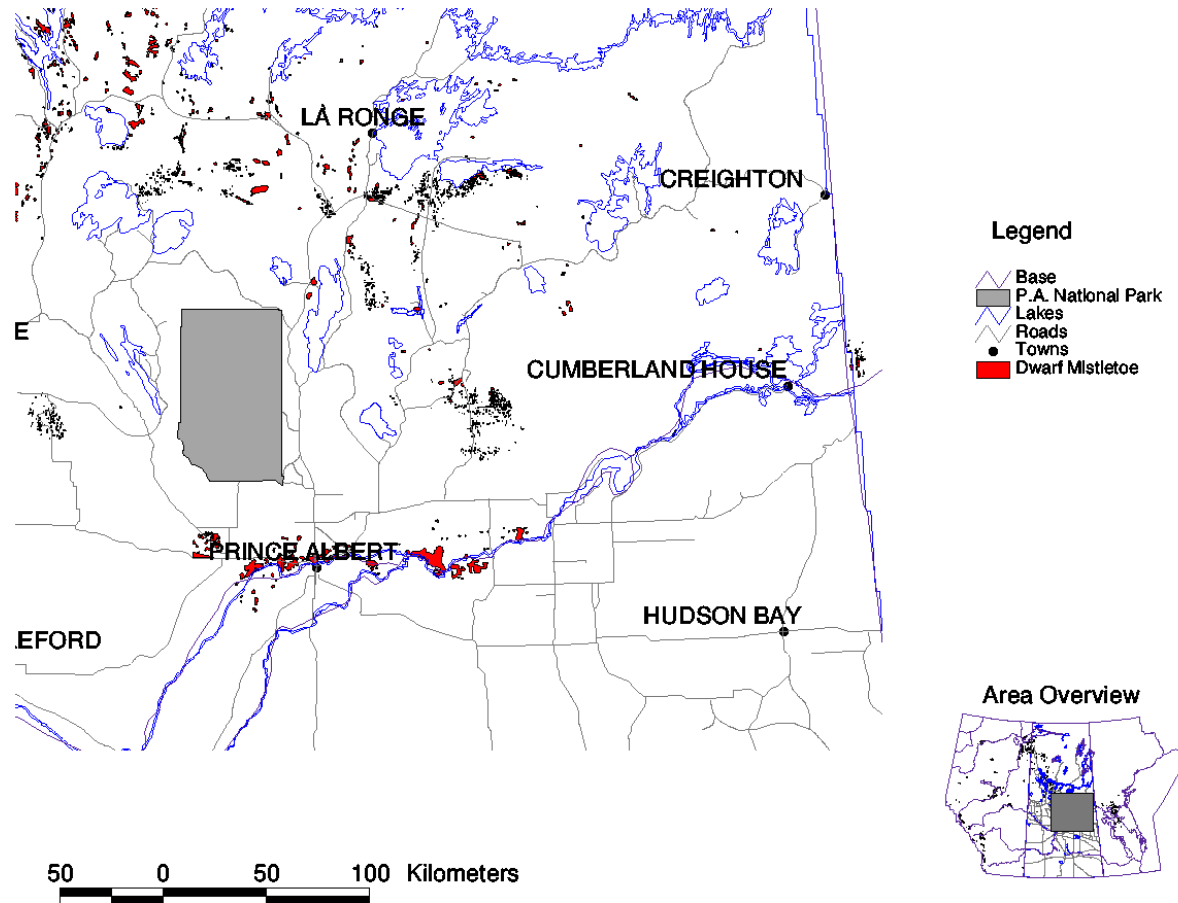 LA RONGE
CREIGHTON
E
CUMBERLAND HOUSE
PRINCE ALBERT
HUDSON BAY
EFORD
Legend
Base
P.A. National Park
Lakes
Roads
Towns
Dwarf Mistletoe
Area Overview
50 0 50 100 Kilometers